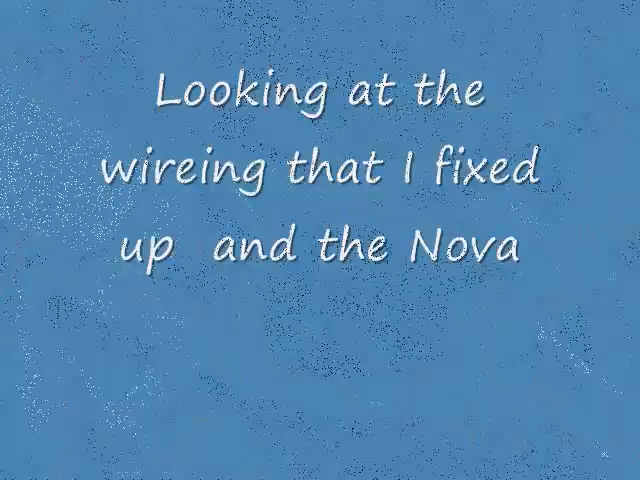 Looking at the
wireing that I fixed
up and the Nova